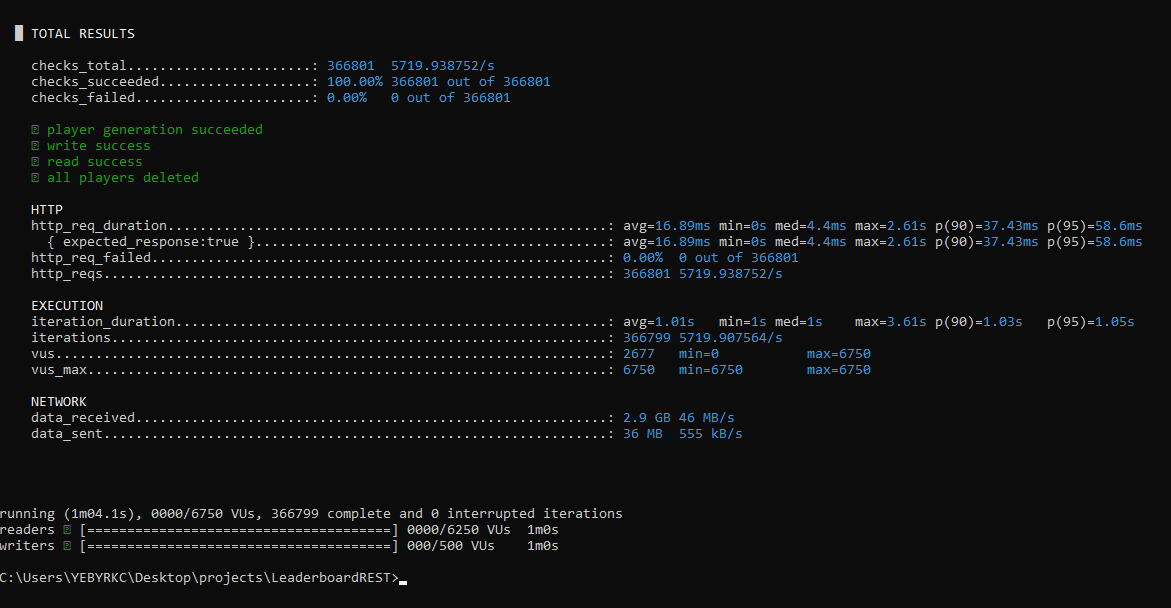 TOTAL RESULTS
checks_total.......................: 366801 5719.938752/s
checks_succeeded...................: 100.00% 366801 out of 366801
checks_failed......................: 0.00% 0 out of 366801
player generation succeeded
write success
read success
all players deleted
HTTP
http_req_duration.......................................................: avg=16.89ms min=0s med=4.4ms max=2.61s p(90)=37.43ms p(95)=58.6ms
{ expected_response:true }............................................: avg=16.89ms min=0s med=4.4ms max=2.61s p(90)=37.43ms p(95)=58.6ms
http_req_failed.........................................................: 0.00% 0 out of 366801
http_reqs...............................................................: 366801 5719.938752/s
EXECUTION
iteration_duration......................................................: avg=1.01s min=1s med=1s max=3.61s p(90)=1.03s p(95)=1.05s
iterations..............................................................: 366799 5719.907564/s
vus.....................................................................: 2677 min=0 max=6750
vus_max.................................................................: 6750 min=6750 max=6750
NETWORK
data_received...........................................................: 2.9 GB 46 MB/s
data_sent...............................................................: 36 MB 555 kB/s
running (1m04.1s), 0000/6750 VUs, 366799 complete and 0 interrupted iterations
readers [======================================] 0000/6250 VUs 1m0s
writers [======================================] 000/500 VUs 1m0s
C:\Users\YEBYRKC\Desktop\projects\LeaderboardREST>